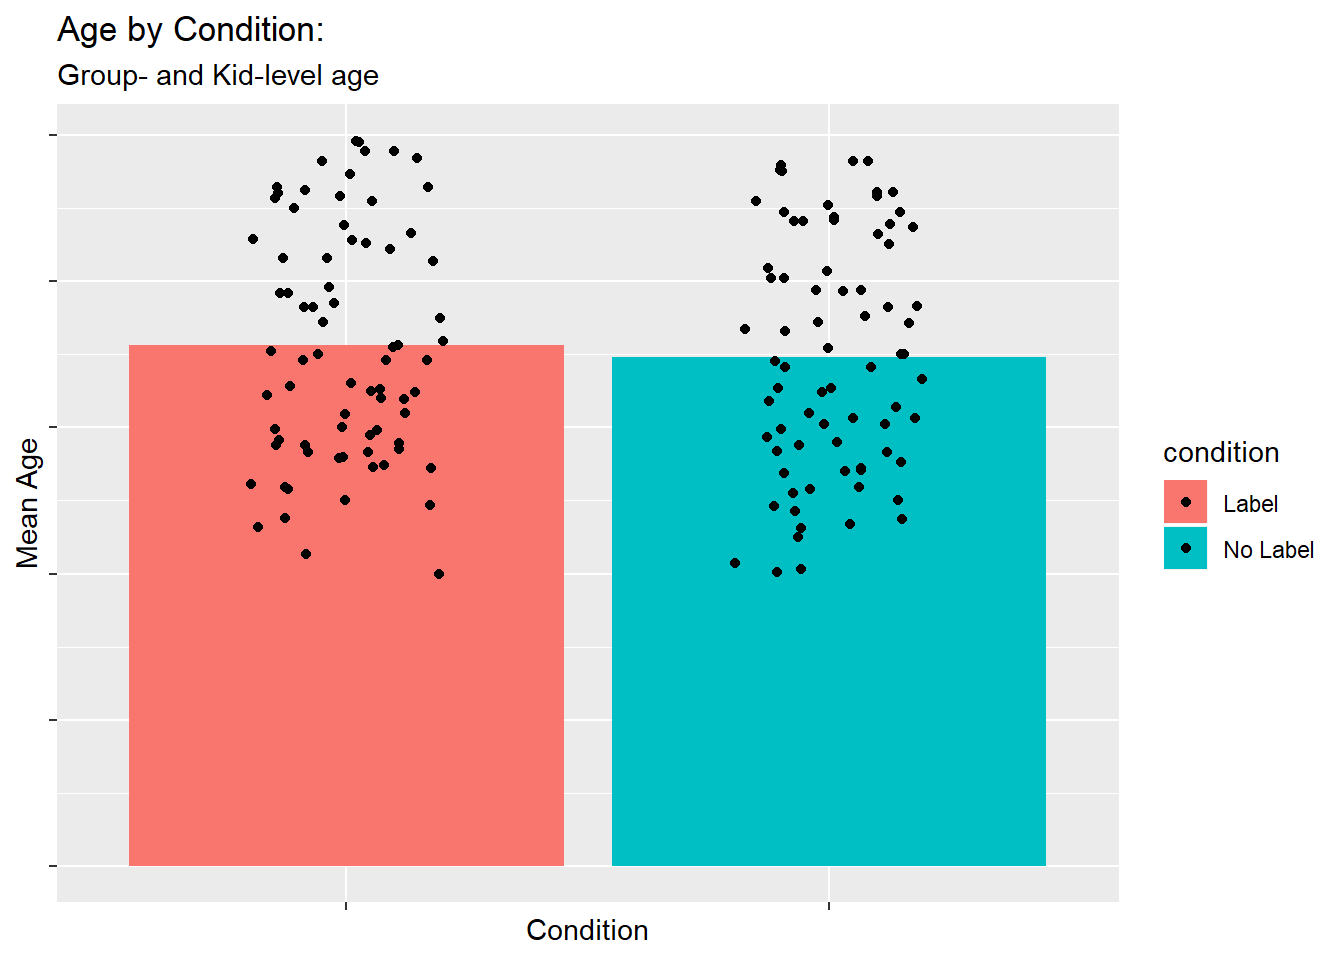 Age by Condition:
Group- and Kid-level age
Mean Age
Condition
condition
Label
No Label